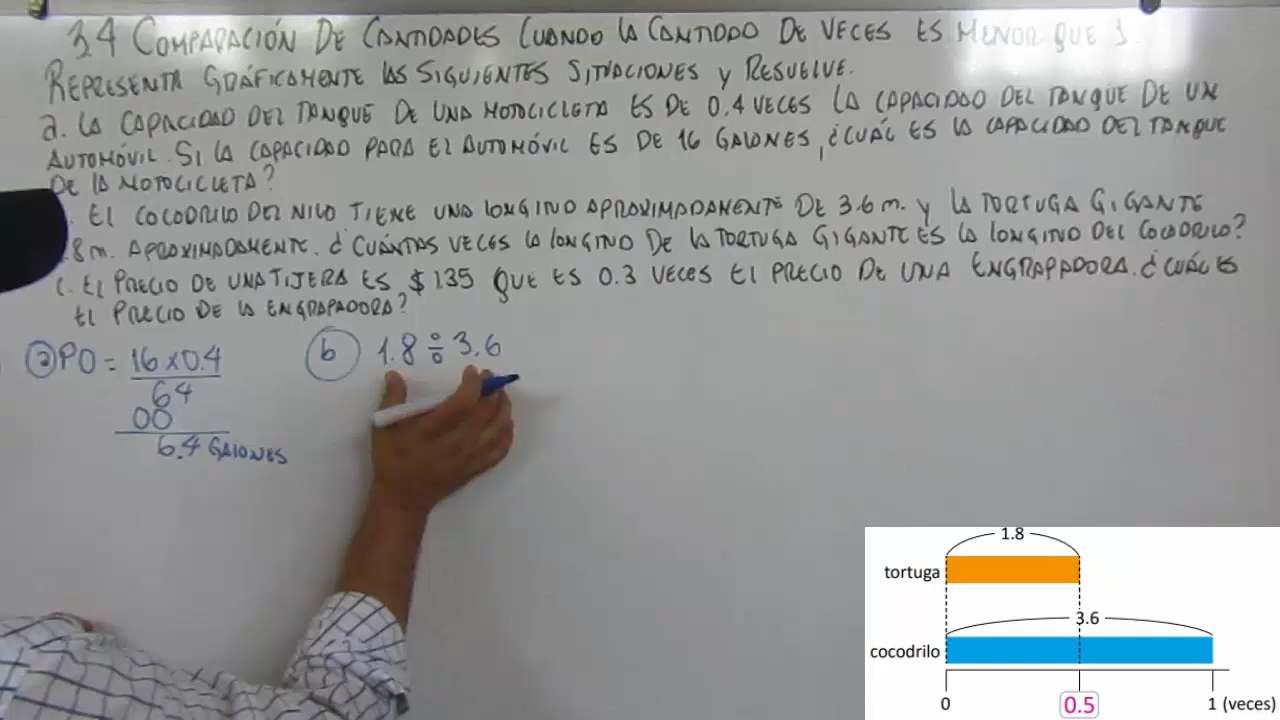 3.4 COMPARACIÓN DE CANTIDADES CUANDO LA CANTIDAD DE VECES ES MENOR QUE 1.
REPRESENTA GRÁFICAMENTE LAS SIGUIENTES SITUACIONES Y RESUELVE.
a. LA CAPACIDAD DEL TANQUE DE UNA MOTOCICLETA ES DE 0.4 VECES LA CAPACIDAD DEL TANQUE DE UN
AUTOMÓVIL. SI LA CAPACIDAD PARA EL AUTOMÓVIL ES DE 16 GALONES, ¿CUÁL ES LA CAPACIDAD DEL TANQUE
DE LA MOTOCICLETA?
. EL COCODRILO DEL NILO TIENE UNA LONGITUD APROXIMADAMENTE DE 3.6 m. Y LA TORTUGA GIGANTE
.8 m. APROXIMADAMENTE. ¿CUÁNTAS VECES LA LONGITUD DE LA TORTUGA GIGANTE ES LA LONGITUD DEL COCODRILO?
C. EL PRECIO DE UNA TIJERA ES $1.35 QUE ES 0.3 VECES EL PRECIO DE UNA ENGRAPADORA. ¿CUÁL ES
EL PRECIO DE LA ENGRAPADORA?
a PO = 16 x 0.4
64
00
6.4 GALONES
b 1.8 ÷ 3.6
1.8
tortuga
3.6
cocodrilo
0 0.5 1 (veces)